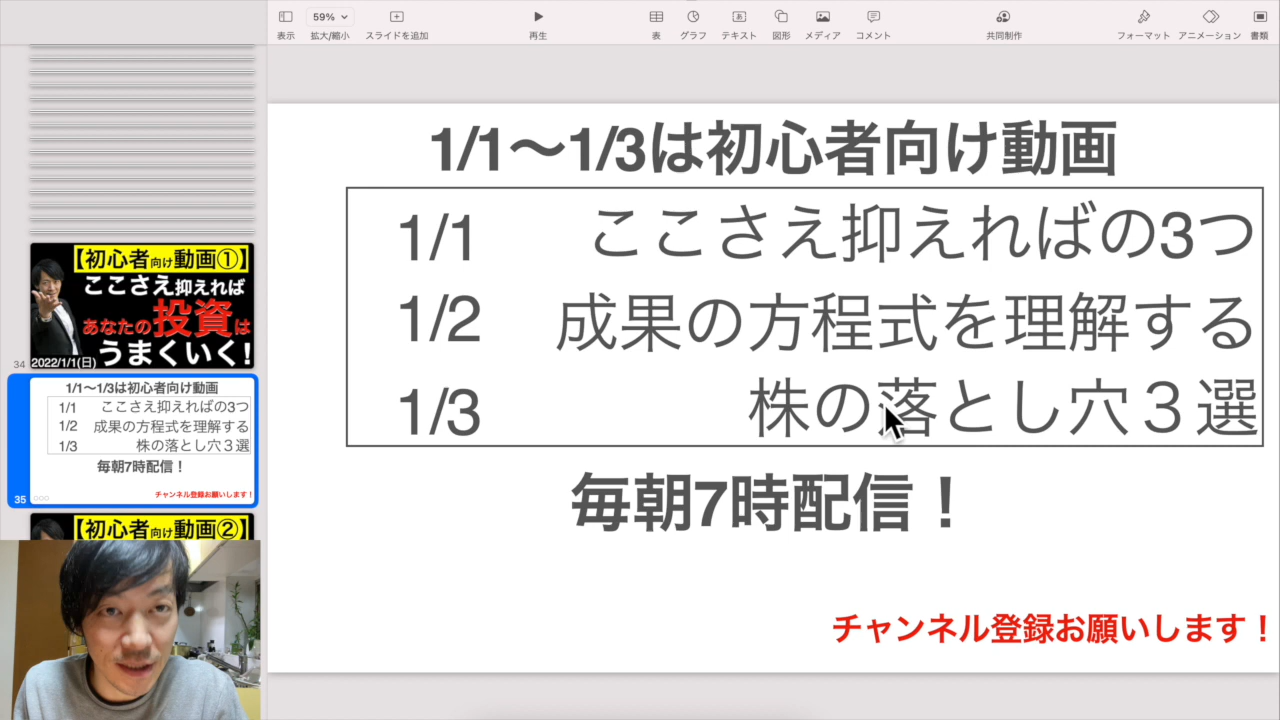 59%
表示
拡大/縮小
スライドを追加
再生
表
グラフ
テキスト
図形
メディア
コメント
共同制作
フォーマット
アニメーション
書類
【初心者向け動画①】
ここさえ抑えれば
あなたの投資は
うまくいく!
2022/1/1(日)
34
1/1〜1/3は初心者向け動画
1/1 ここさえ抑えればの3つ
1/2 成果の方程式を理解する
1/3 株の落とし穴３選
毎朝7時配信！
チャンネル登録お願いします！
35
【初心者向け動画②】
1/1〜1/3は初心者向け動画
1/1 ここさえ抑えればの3つ
1/2 成果の方程式を理解する
1/3 株の落とし穴３選
毎朝7時配信！
チャンネル登録お願いします！